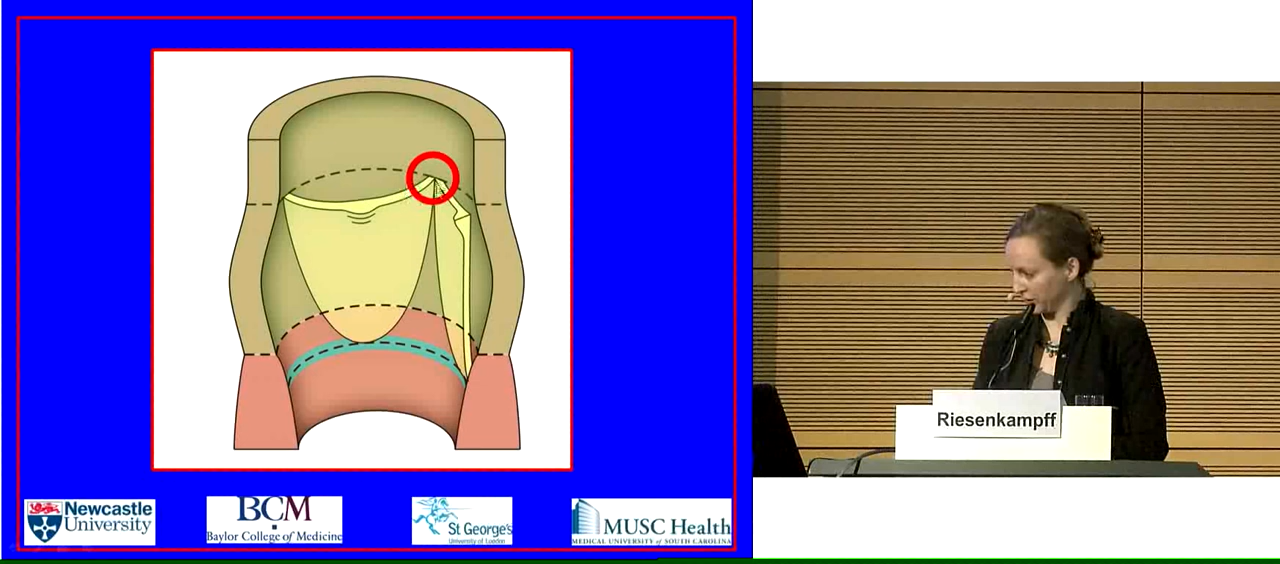 Newcastle
University
BCM
Baylor College of Medicine
St George's
University of London
MUSC Health
MEDICAL UNIVERSITY of SOUTH CAROLINA
Riesenkampff